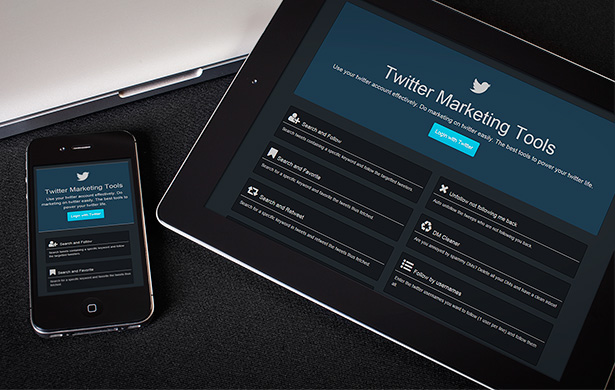 Twitter Marketing Tools
Use your twitter account effectively. Do
marketing on twitter easily. The best tools to
power your twitter life.
Login with Twitter
Search and Follow
Search tweets containing a specific keyword and follow
the targetted tweeters.
Search and Favorite
Search for a specific keyword and favorite the tweets thus
fetched.
Twitter Marketing Tools
Use your twitter account effectively. Do marketing on twitter easily. The best tools to power your twitter life.
Login with Twitter
Search and Follow
Search tweets containing a specific keyword and follow the targetted tweeters.
Search and Favorite
Search for a specific keyword and favorite the tweets thus fetched.
Search and Retweet
Search for a specific keyword and retweet the tweets thus fetched.
Unfollow not following me back
Auto unfollow the tweeps who are not following you back
DM Cleaner
Are you annoyed by spammy DMs? Delete all your DMs and have a clean inbox!
Follow by usernames
Enter the twitter usernames you want to follow (1 user per line) and follow them
all